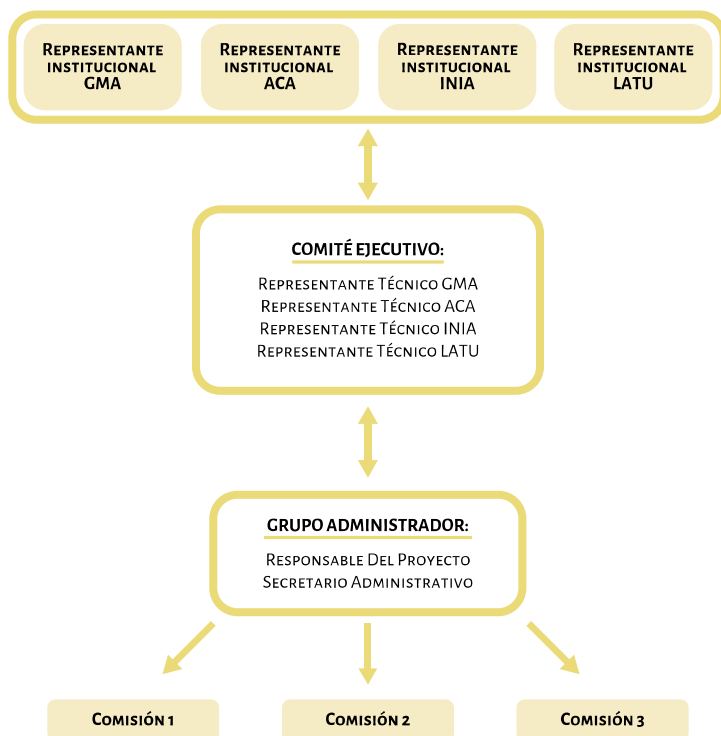 Representante
institucional
GMA
Representante
institucional
ACA
Representante
institucional
INIA
Representante
institucional
LATU
COMITÉ EJECUTIVO:
Representante Técnico GMA
Representante Técnico ACA
Representante Técnico INIA
Representante Técnico LATU
GRUPO ADMINISTRADOR:
Responsable Del Proyecto
Secretario Administrativo
Comisión 1
Comisión 2
Comisión 3